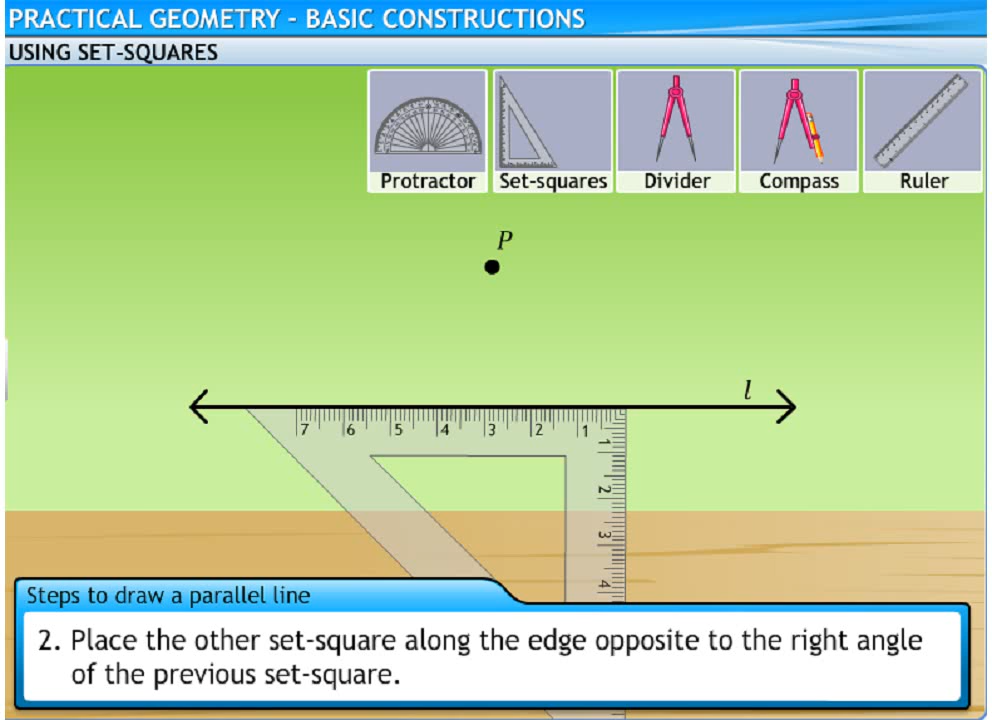 PRACTICAL GEOMETRY - BASIC CONSTRUCTIONS
USING SET-SQUARES
Protractor Set-squares Divider Compass Ruler
P
l
7 6 5 4 3 2 1
1
2
3
4
Steps to draw a parallel line
2. Place the other set-square along the edge opposite to the right angle
of the previous set-square.